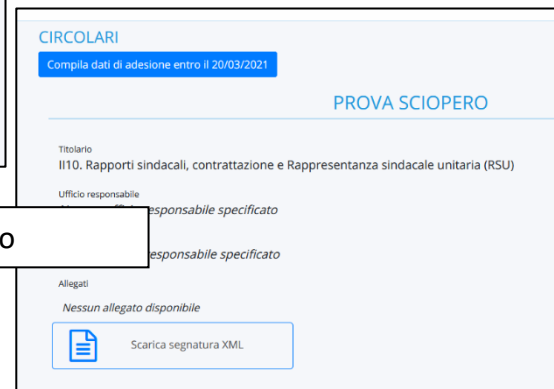 CIRCOLARI
Compila dati di adesione entro il 20/03/2021
PROVA SCIOPERO
Titolario
II10. Rapporti sindacali, contrattazione e Rappresentanza sindacale unitaria (RSU)
Ufficio responsabile
responsabile specificato
o
responsabile specificato
Allegati
Nessun allegato disponibile
Scarica segnatura XML